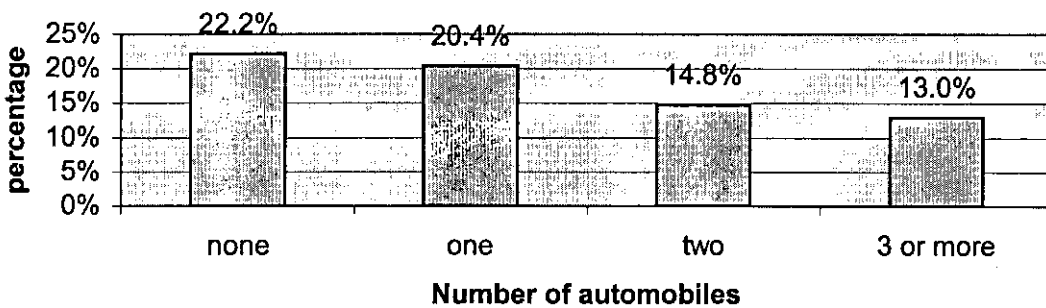 percentage
25%
20%
15%
10%
5%
0%
22.2%
20.4%
14.8%
13.0%
none
one
two
3 or more
Number of automobiles